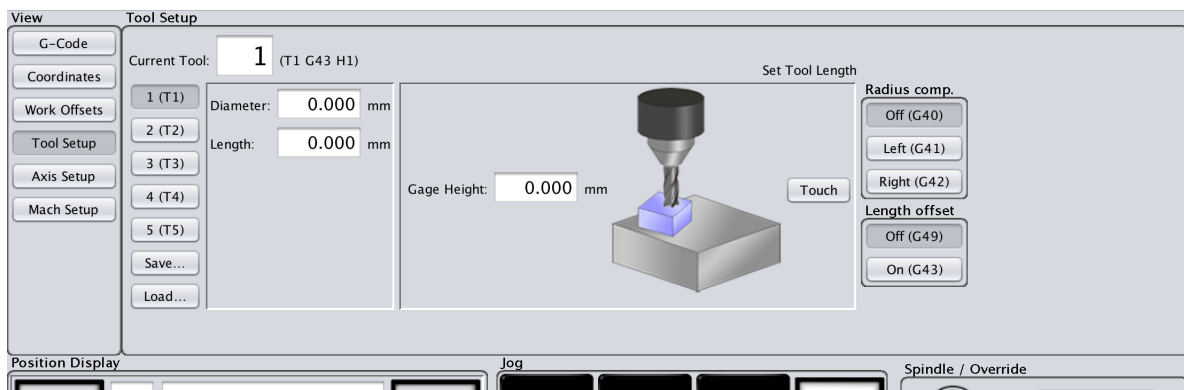 View
G-Code
Coordinates
Work Offsets
Tool Setup
Axis Setup
Mach Setup
Tool Setup
Current Tool: 1 (T1 G43 H1)
1 (T1)
2 (T2)
3 (T3)
4 (T4)
5 (T5)
Save...
Load...
Diameter: 0.000 mm
Length: 0.000 mm
Set Tool Length
Gage Height: 0.000 mm
Touch
Radius comp.
Off (G40)
Left (G41)
Right (G42)
Length offset
Off (G49)
On (G43)
Position Display
Jog
Spindle / Override